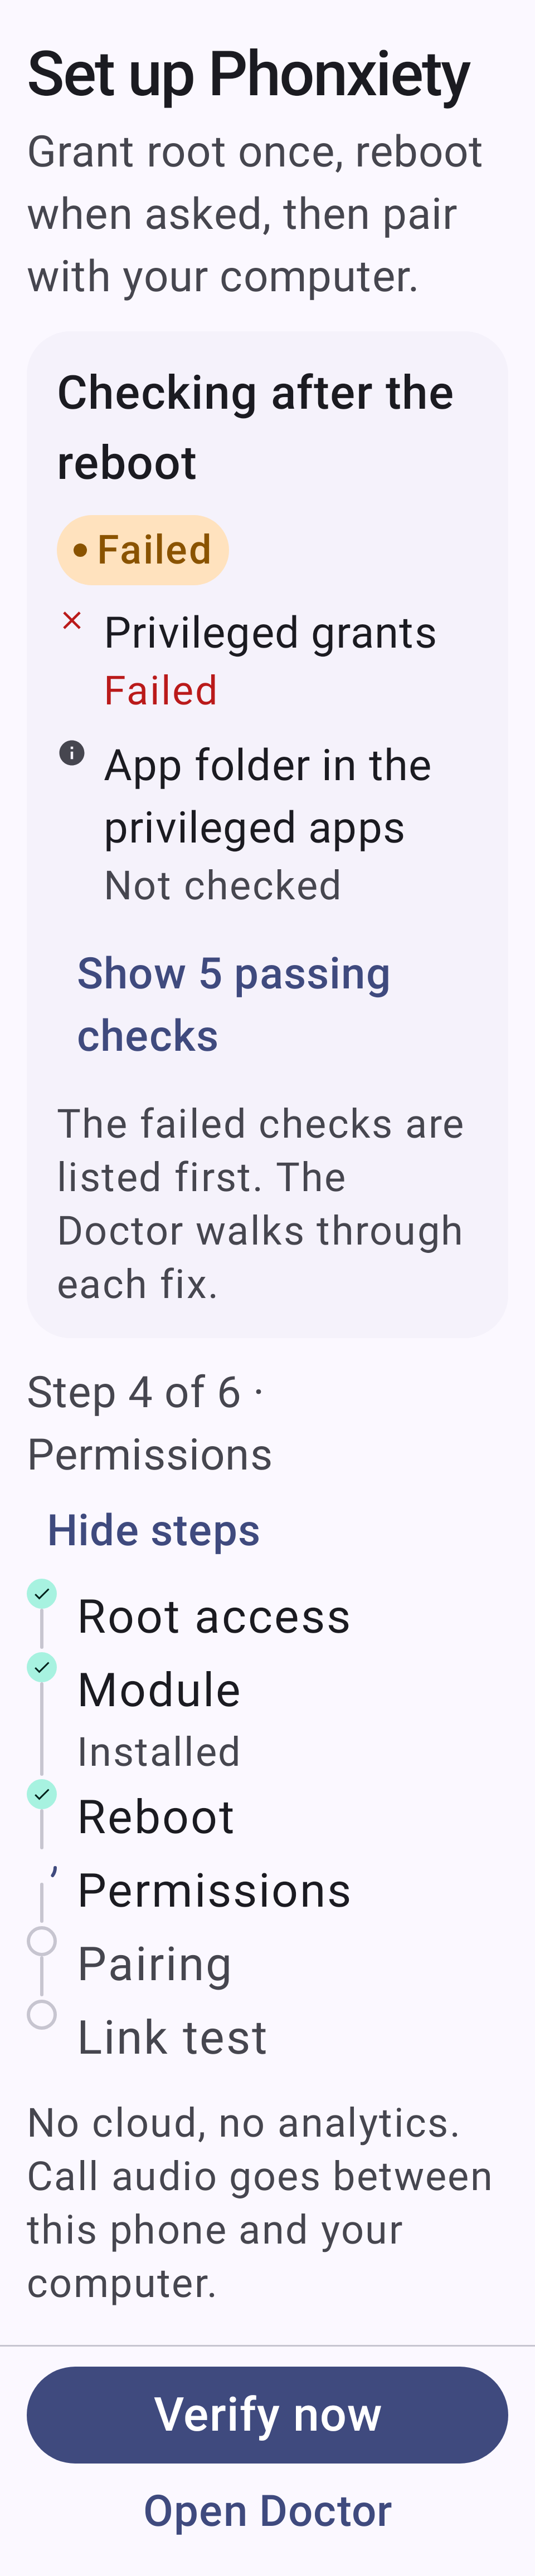 Set up Phonxiety
Grant root once, reboot
when asked, then pair
with your computer.
Checking after the
reboot
• Failed
Privileged grants
Failed
App folder in the
privileged apps
Not checked
Show 5 passing
checks
The failed checks are
listed first. The
Doctor walks through
each fix.
Step 4 of 6 ·
Permissions
Hide steps
Root access
Module
Installed
Reboot
Permissions
Pairing
Link test
No cloud, no analytics.
Call audio goes between
this phone and your
computer.
Verify now
Open Doctor